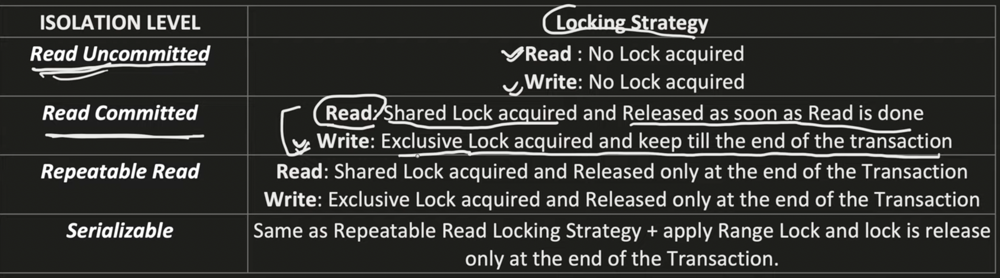 ISOLATION LEVEL
Locking Strategy
Read Uncommitted
Read : No Lock acquired
Write: No Lock acquired
Read Committed
Read: Shared Lock acquired and Released as soon as Read is done
Write: Exclusive Lock acquired and keep till the end of the transaction
Repeatable Read
Read: Shared Lock acquired and Released only at the end of the Transaction
Write: Exclusive Lock acquired and Released only at the end of the Transaction
Serializable
Same as Repeatable Read Locking Strategy + apply Range Lock and lock is release
only at the end of the Transaction.